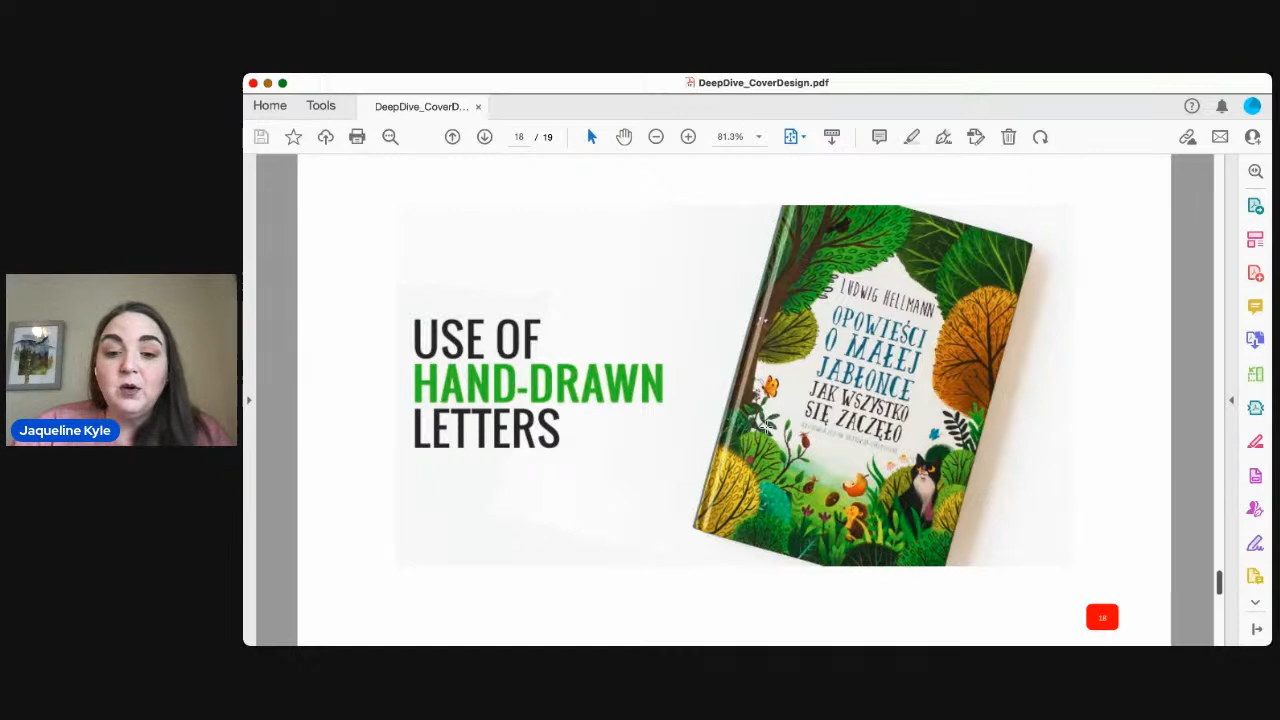 DeepDive_CoverDesign.pdf
Home
Tools
DeepDive_CoverD...
18 / 19
81.3%
USE OF
HAND-DRAWN
LETTERS
LUDWIG HELLMANN
OPOWIEŚCI
O MAŁEJ
JABŁONCE
JAK WSZYSTKO
SIĘ ZACZĘŁO
18
Jaqueline Kyle